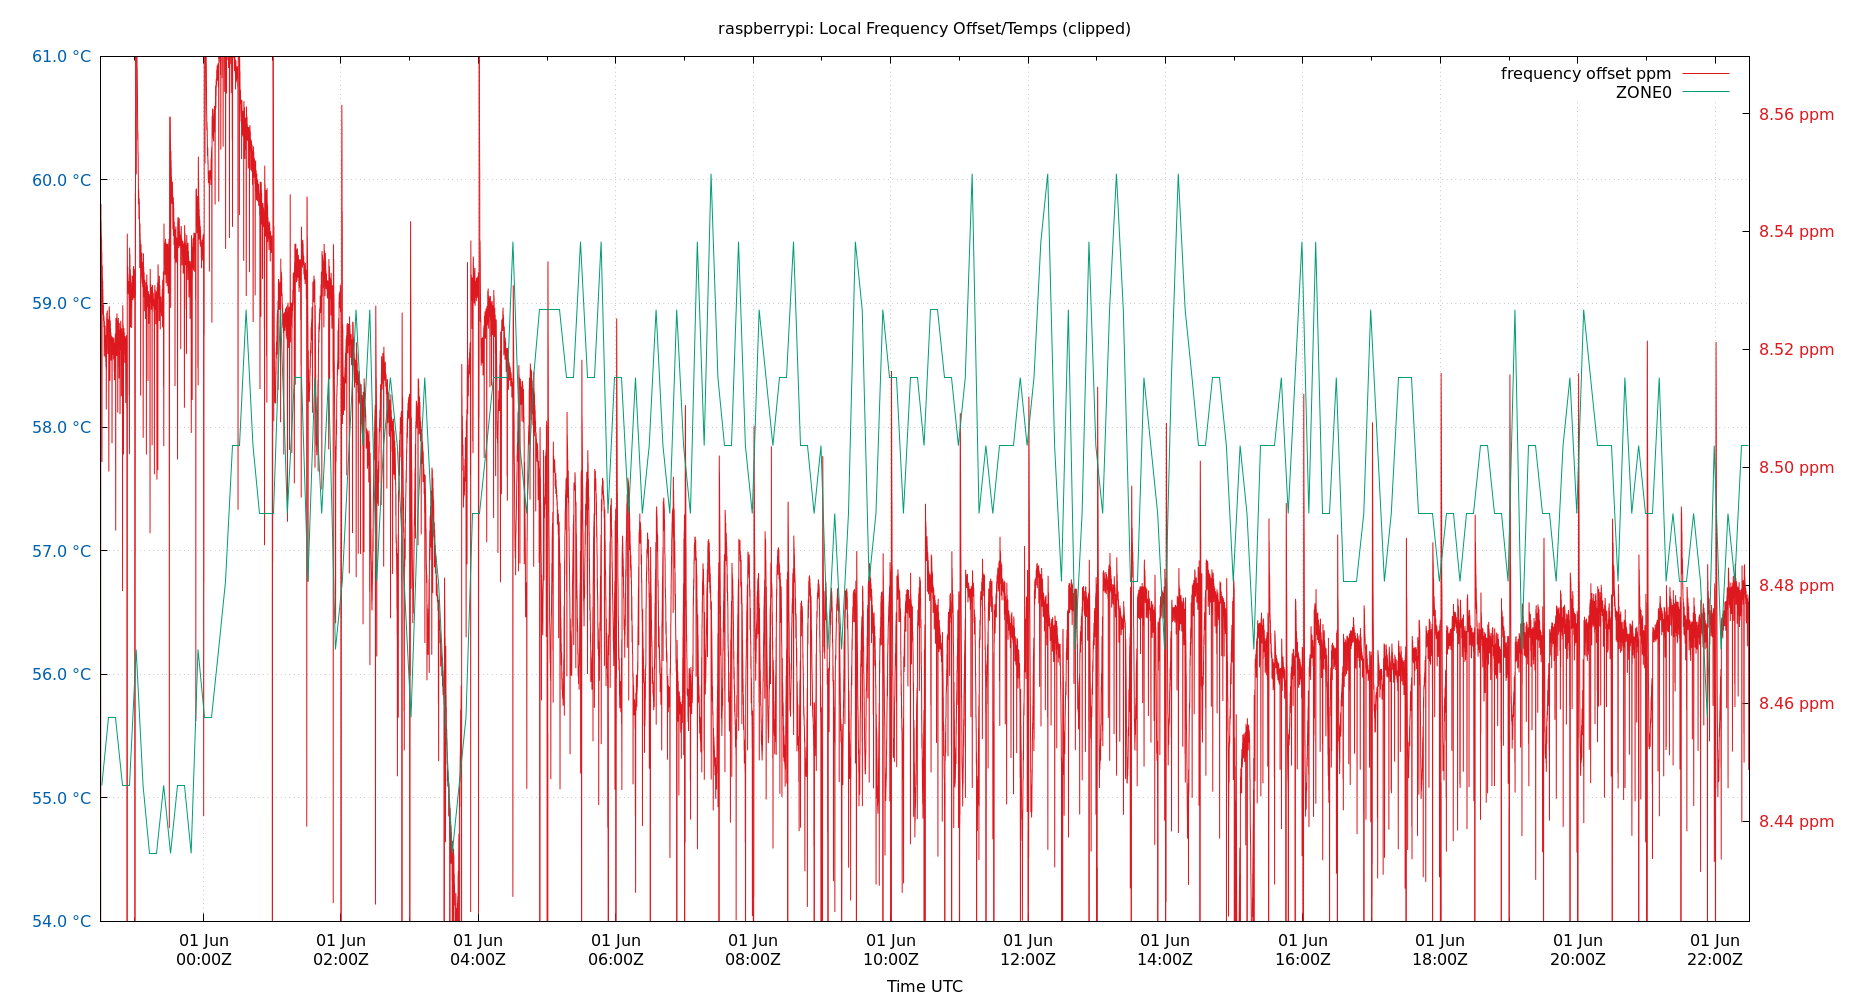 raspberrypi: Local Frequency Offset/Temps (clipped)
frequency offset ppm
ZONE0
61.0 °C
60.0 °C
59.0 °C
58.0 °C
57.0 °C
56.0 °C
55.0 °C
54.0 °C
8.56 ppm
8.54 ppm
8.52 ppm
8.50 ppm
8.48 ppm
8.46 ppm
8.44 ppm
01 Jun 01 Jun 01 Jun 01 Jun 01 Jun 01 Jun 01 Jun 01 Jun 01 Jun 01 Jun 01 Jun 01 Jun
00:00Z 02:00Z 04:00Z 06:00Z 08:00Z 10:00Z 12:00Z 14:00Z 16:00Z 18:00Z 20:00Z 22:00Z
Time UTC